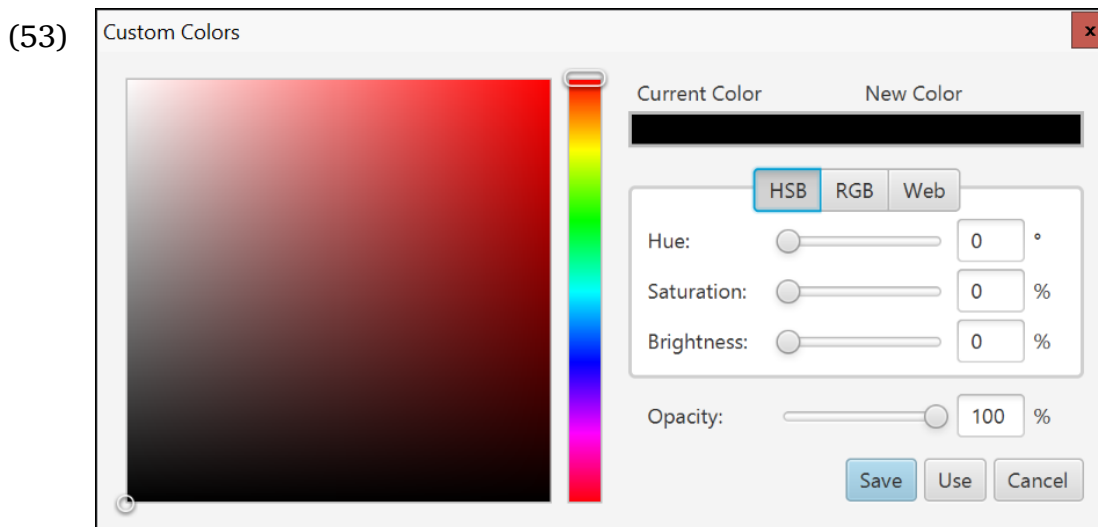 (53)
Custom Colors x
Current Color New Color
HSB RGB Web
Hue: 0 °
Saturation: 0 %
Brightness: 0 %
Opacity: 100 %
Save Use Cancel